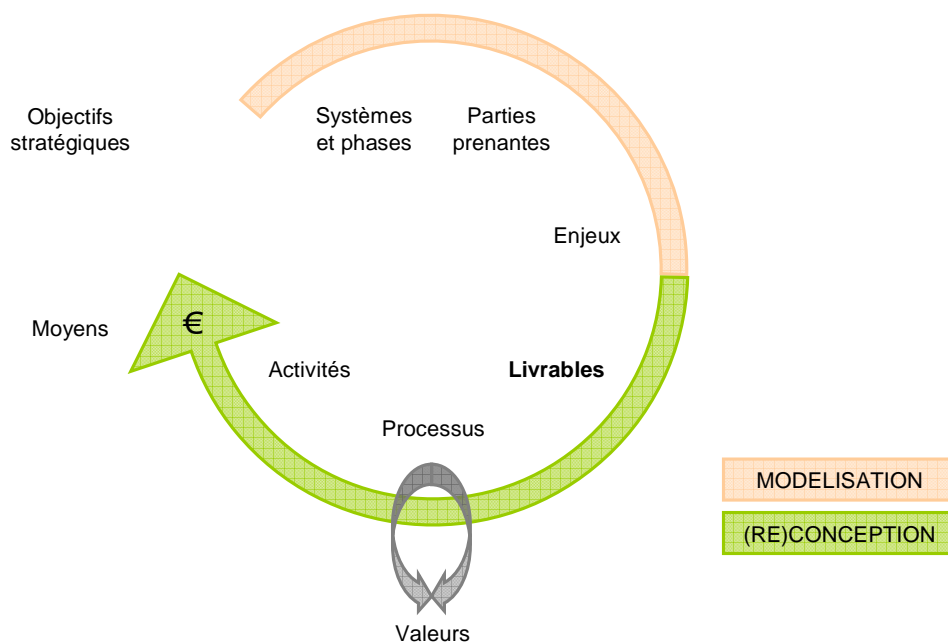 Objectifs
stratégiques
Systèmes
et phases
Parties
prenantes
Enjeux
Moyens
€
Activités
Livrables
Processus
MODELISATION
(RE)CONCEPTION
Valeurs